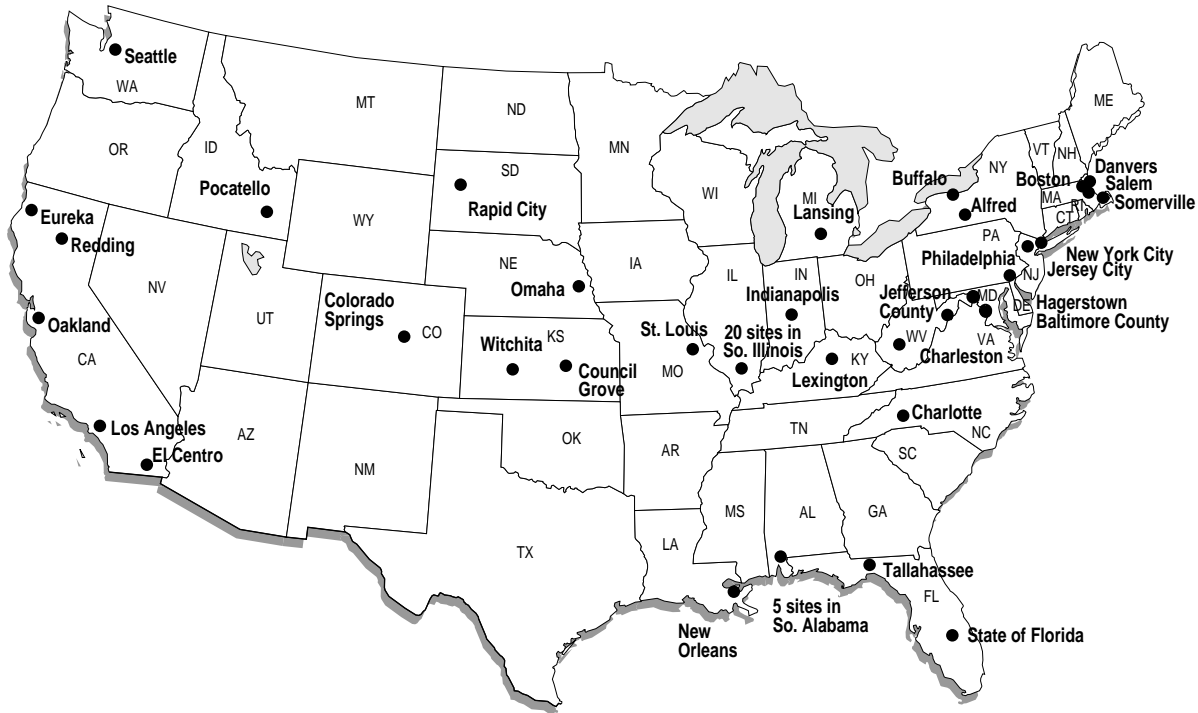 Seattle
WA
MT
ND
MN
ME
OR
ID
SD
WI
MI
NY
VT
NH
Pocatello
WY
Rapid City
Lansing
Buffalo
Alfred
Boston
Danvers
Salem
Somerville
MA
RI
CT
Eureka
Redding
NV
UT
NE
Omaha
IA
IL
IN
OH
PA
Philadelphia
New York City
Jersey City
NJ
Oakland
CA
Colorado
Springs
CO
Witchita
KS
Council
Grove
St. Louis
MO
20 sites in
So. Illinois
Indianapolis
Jefferson
County
MD
DE
Hagerstown
Baltimore County
WV
VA
Charleston
KY
Lexington
Los Angeles
El Centro
AZ
NM
OK
AR
TN
Charlotte
NC
SC
TX
LA
MS
AL
GA
Tallahassee
FL
New
Orleans
5 sites in
So. Alabama
State of Florida